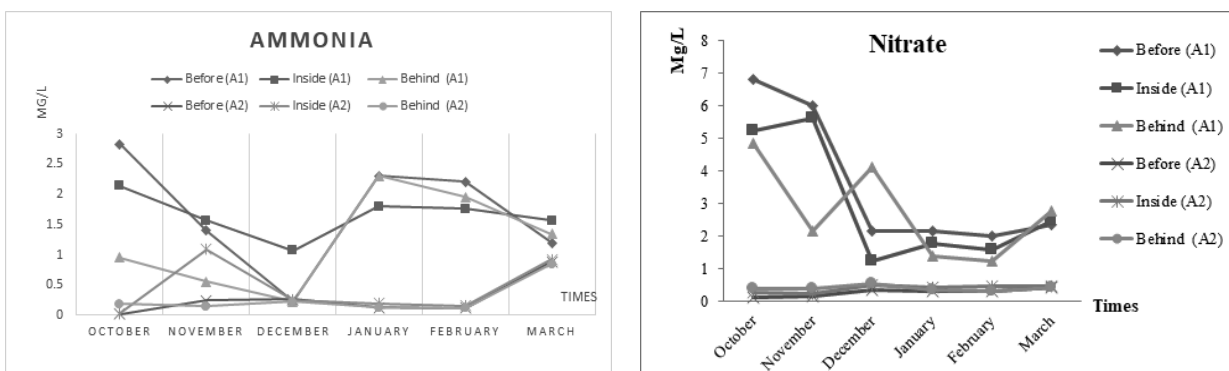 AMMONIA
Before (A1) Inside (A1) Behind (A1)
Before (A2) Inside (A2) Behind (A2)
MG/L
3
2.5
2
1.5
1
0.5
0
TIMES
OCTOBER NOVEMBER DECEMBER JANUARY FEBRUARY MARCH
Nitrate
Mg/L
8
7
6
5
4
3
2
1
0
Before (A1)
Inside (A1)
Behind (A1)
Before (A2)
Inside (A2)
Behind (A2)
Times
October November December January February March